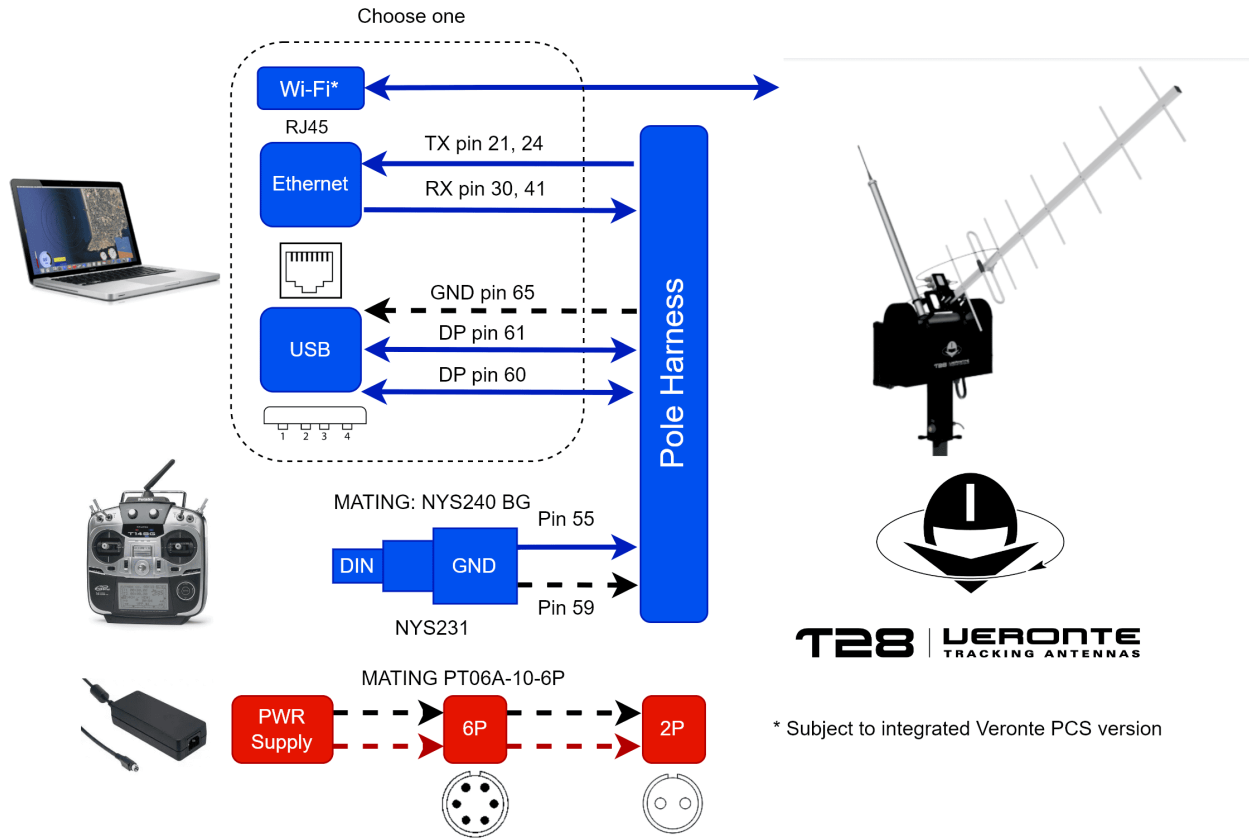 Choose one
Wi-Fi*
RJ45
Ethernet
TX pin 21, 24
RX pin 30, 41
GND pin 65
USB
DP pin 61
DP pin 60
1 2 3 4
Pole Harness
T28 VERONTE
MATING: NYS240 BG
Pin 55
DIN
GND
Pin 59
NYS231
T14SG
T28 | VERONTE
TRACKING ANTENNAS
MATING PT06A-10-6P
PWR
Supply
6P
2P
* Subject to integrated Veronte PCS version